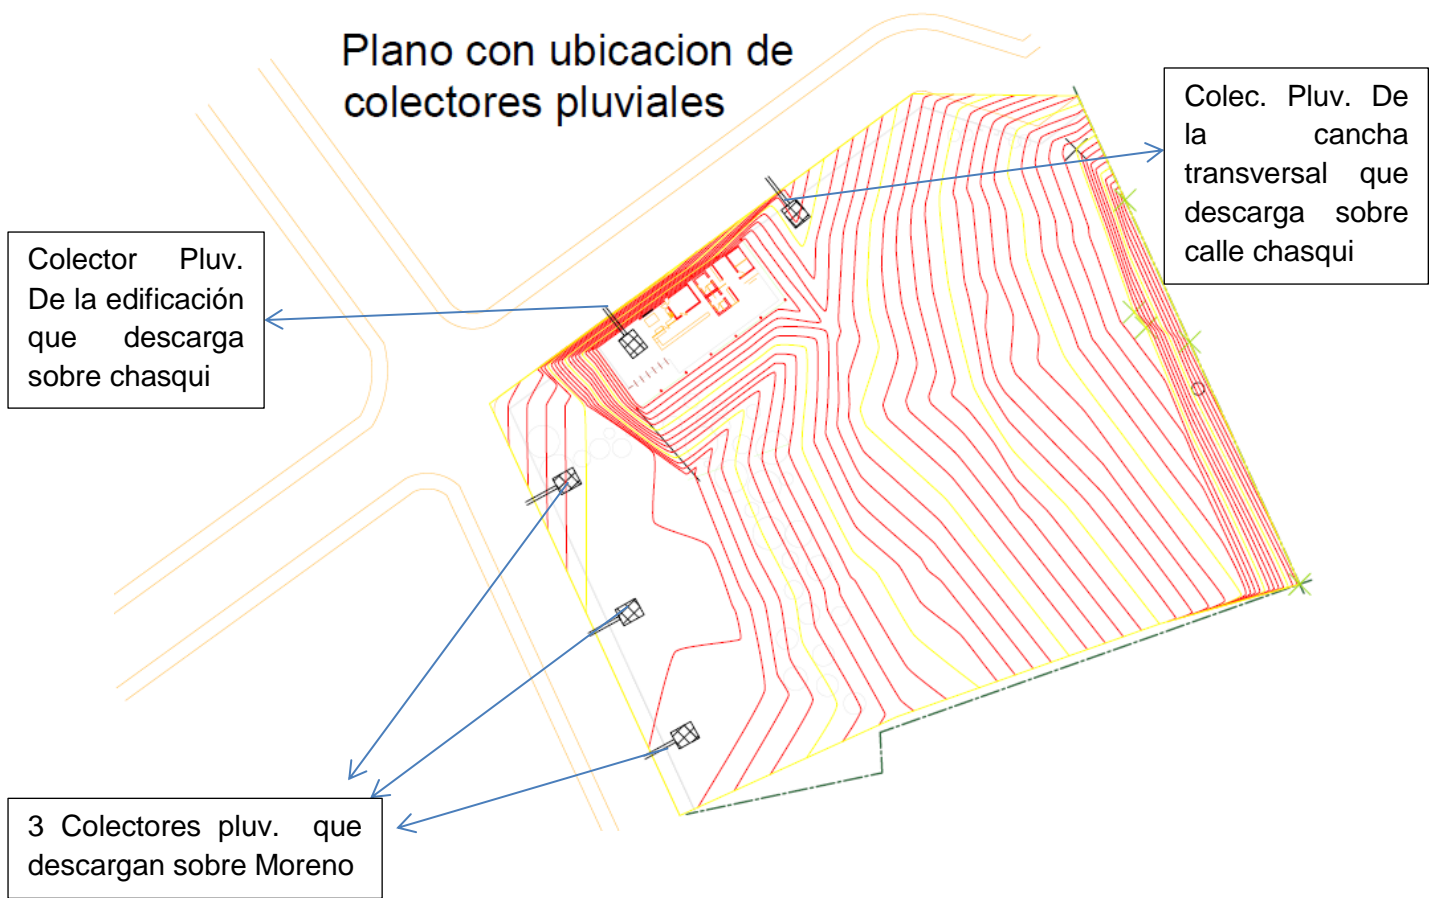 Plano con ubicacion de
colectores pluviales
Colec. Pluv. De
la cancha
transversal que
descarga sobre
calle chasqui
Colector Pluv.
De la edificación
que descarga
sobre chasqui
3 Colectores pluv. que
descargan sobre Moreno